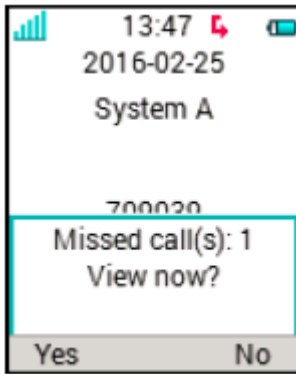 13:47
2016-02-25
System A
Missed call(s): 1
View now?
Yes No